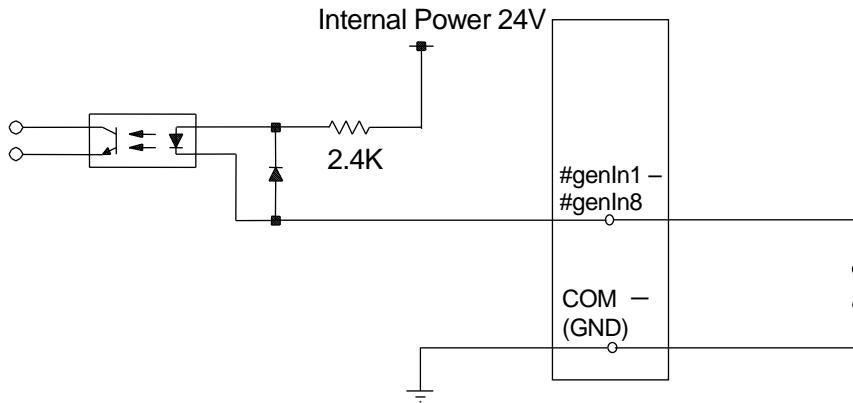 Internal Power 24V
2.4K
#genIn1 –
#genIn8
COM –
(GND)